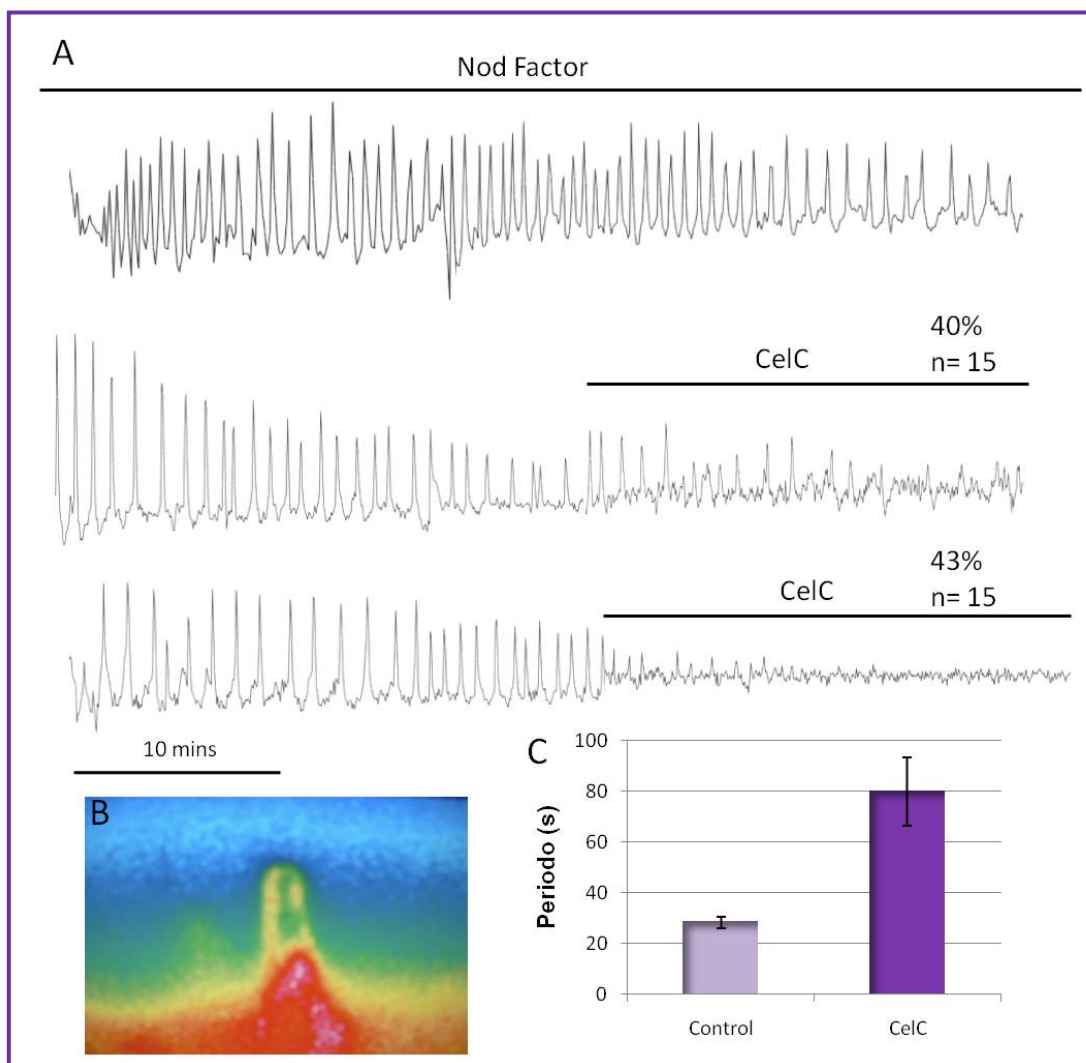 A
Nod Factor
40%
CelC
n= 15
43%
CelC
n= 15
10 mins
B
C
Periodo (s)
100
80
60
40
20
0
Control
CelC